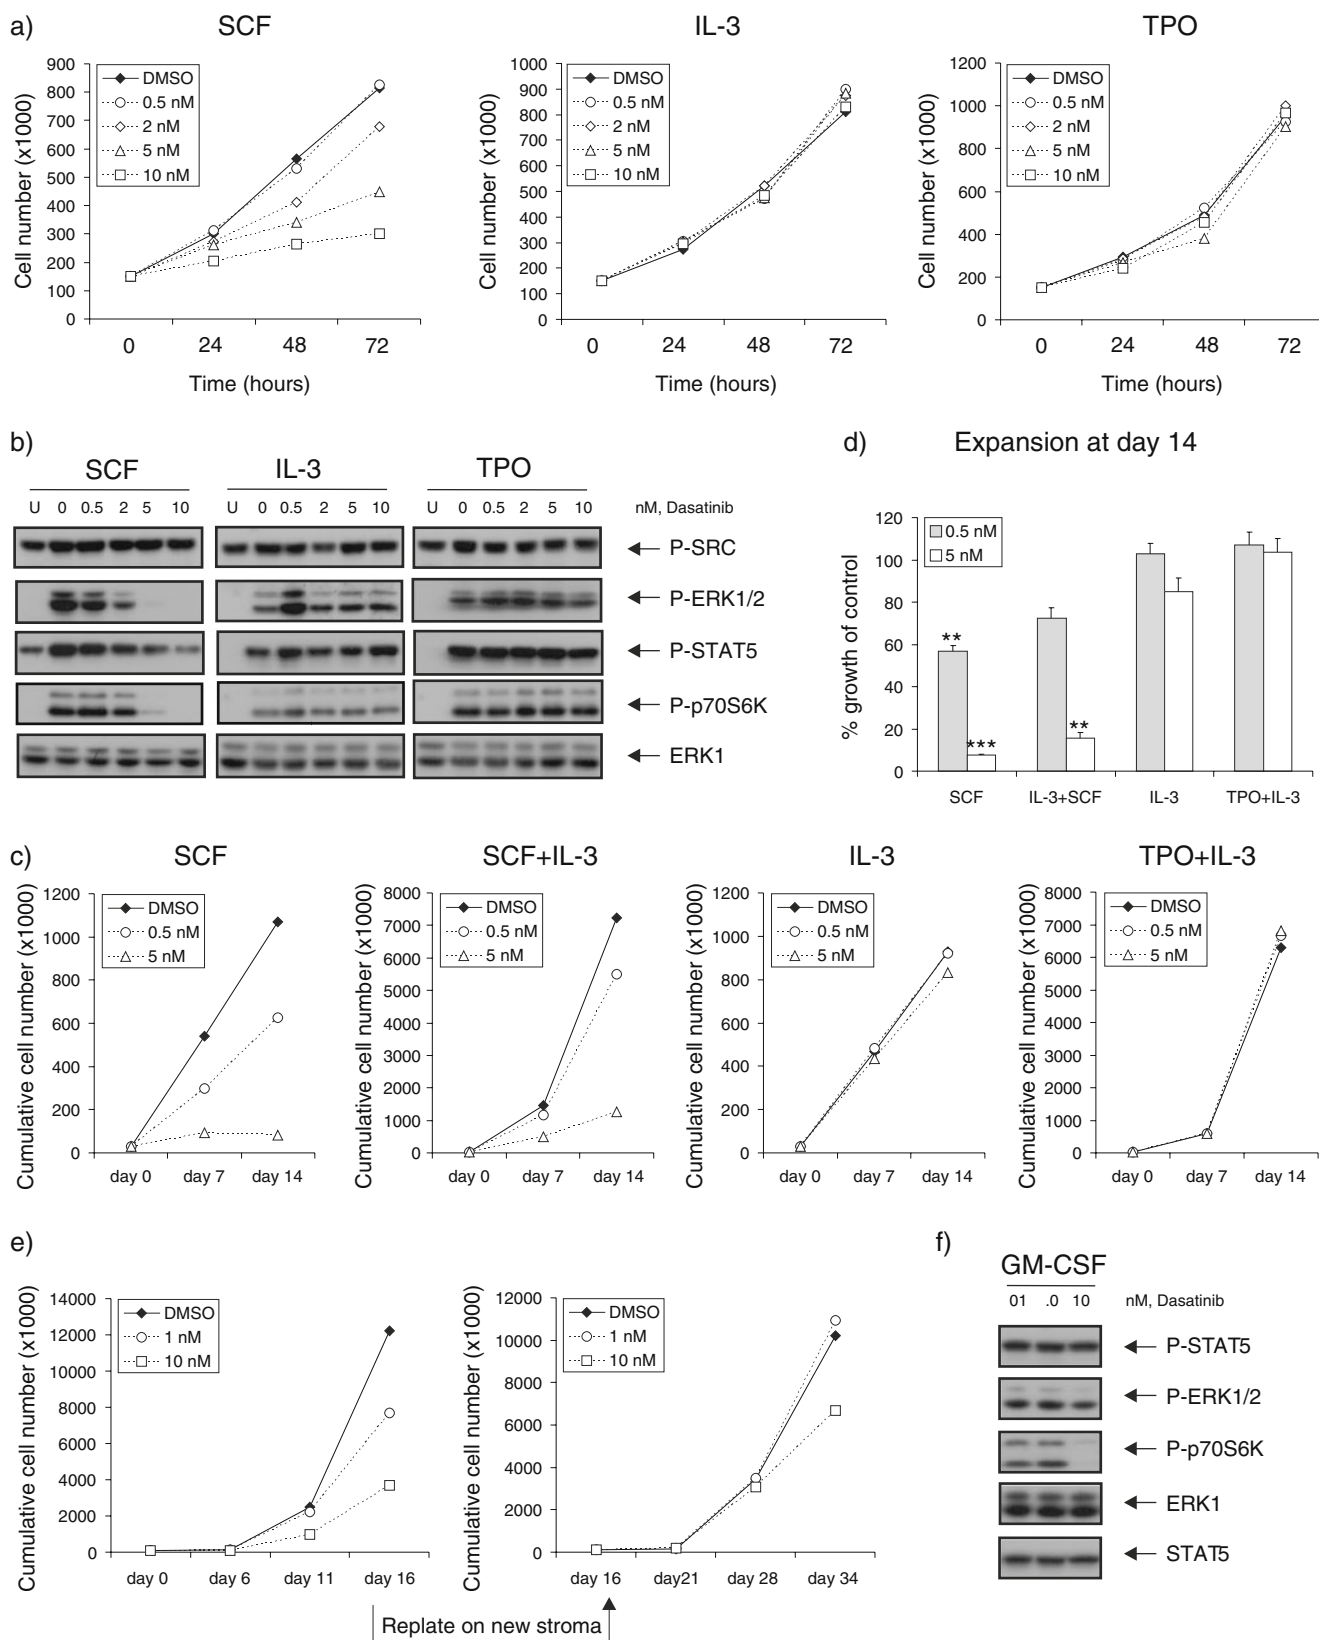 a)
SCF
Cell number (x1000)
900
800
700
600
500
400
300
200
100
0
DMSO
0.5 nM
2 nM
5 nM
10 nM
0 24 48 72
Time (hours)
IL-3
Cell number (x1000)
1000
900
800
700
600
500
400
300
200
100
0
DMSO
0.5 nM
2 nM
5 nM
10 nM
0 24 48 72
Time (hours)
TPO
Cell number (x1000)
1200
1000
800
600
400
200
0
DMSO
0.5 nM
2 nM
5 nM
10 nM
0 24 48 72
Time (hours)
b)
SCF IL-3 TPO
U 0 0.5 2 5 10 U 0 0.5 2 5 10 U 0 0.5 2 5 10 nM, Dasatinib
P-SRC
P-ERK1/2
P-STAT5
P-p70S6K
ERK1
d)
Expansion at day 14
% growth of control
120
100
80
60
40
20
0
0.5 nM
5 nM
**
***
**
SCF IL-3+SCF IL-3 TPO+IL-3
c)
SCF
Cumulative cell number (x1000)
1200
1000
800
600
400
200
0
DMSO
0.5 nM
5 nM
day 0 day 7 day 14
SCF+IL-3
Cumulative cell number (x1000)
8000
7000
6000
5000
4000
3000
2000
1000
0
DMSO
0.5 nM
5 nM
day 0 day 7 day 14
IL-3
Cumulative cell number (x1000)
1200
1000
800
600
400
200
0
DMSO
0.5 nM
5 nM
day 0 day 7 day 14
TPO+IL-3
Cumulative cell number (x1000)
8000
7000
6000
5000
4000
3000
2000
1000
0
DMSO
0.5 nM
5 nM
day 0 day 7 day 14
e)
Cumulative cell number (x1000)
14000
12000
10000
8000
6000
4000
2000
0
DMSO
1 nM
10 nM
day 0 day 6 day 11 day 16
Cumulative cell number (x1000)
12000
10000
8000
6000
4000
2000
0
DMSO
1 nM
10 nM
day 16 day21 day 28 day 34
Replate on new stroma
f)
GM-CSF
01 .0 10 nM, Dasatinib
P-STAT5
P-ERK1/2
P-p70S6K
ERK1
STAT5